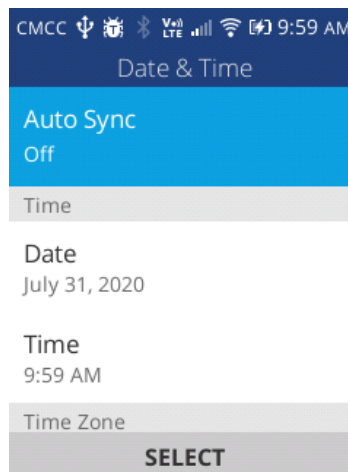 CMCC VoLTE 9:59 AM
Date & Time
Auto Sync
Off
Time
Date
July 31, 2020
Time
9:59 AM
Time Zone
SELECT